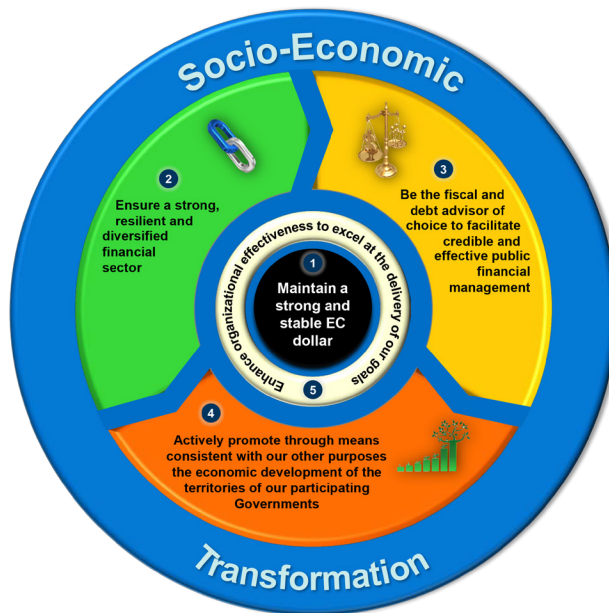 Socio-Economic
2
Ensure a strong,
resilient and
diversified
financial
sector
3
Be the fiscal and
debt advisor of
choice to facilitate
credible and
effective public
financial
management
1
Maintain a
strong and
stable EC
dollar
Enhance organizational effectiveness to excel at the delivery of our goals
5
4
Actively promote through means
consistent with our other purposes
the economic development of the
territories of our participating
Governments
Transformation